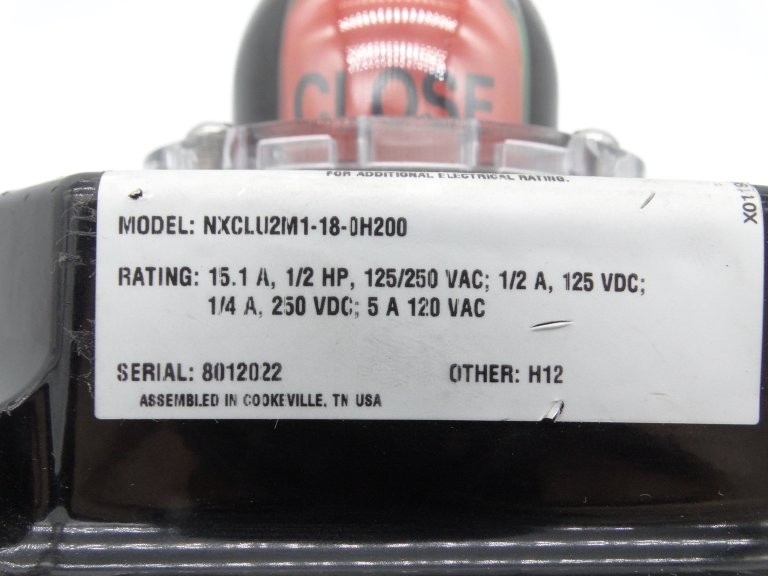 CLOSE
FOR ADDITIONAL ELECTRICAL RATING.
MODEL: NXCLU2M1-18-0H200
RATING: 15.1 A, 1/2 HP, 125/250 VAC; 1/2 A, 125 VDC;
1/4 A, 250 VDC; 5 A 120 VAC
SERIAL: 8012022
OTHER: H12
ASSEMBLED IN COOKEVILLE, TN USA